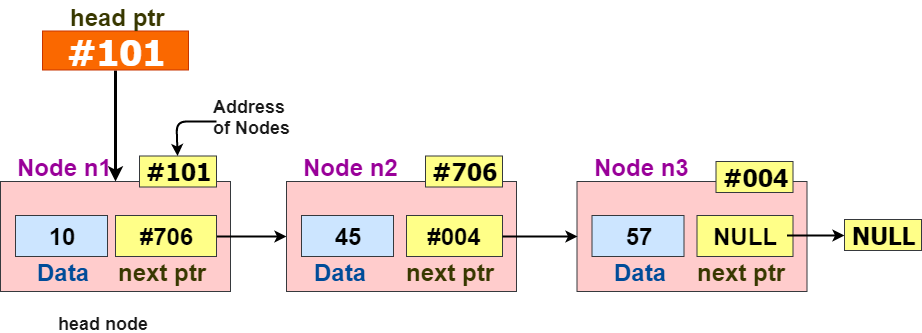 head ptr
#101
Address
of Nodes
Node n1
#101
Node n2
#706
Node n3
#004
10
#706
45
#004
57
NULL
NULL
Data
next ptr
Data
next ptr
Data
next ptr
head node